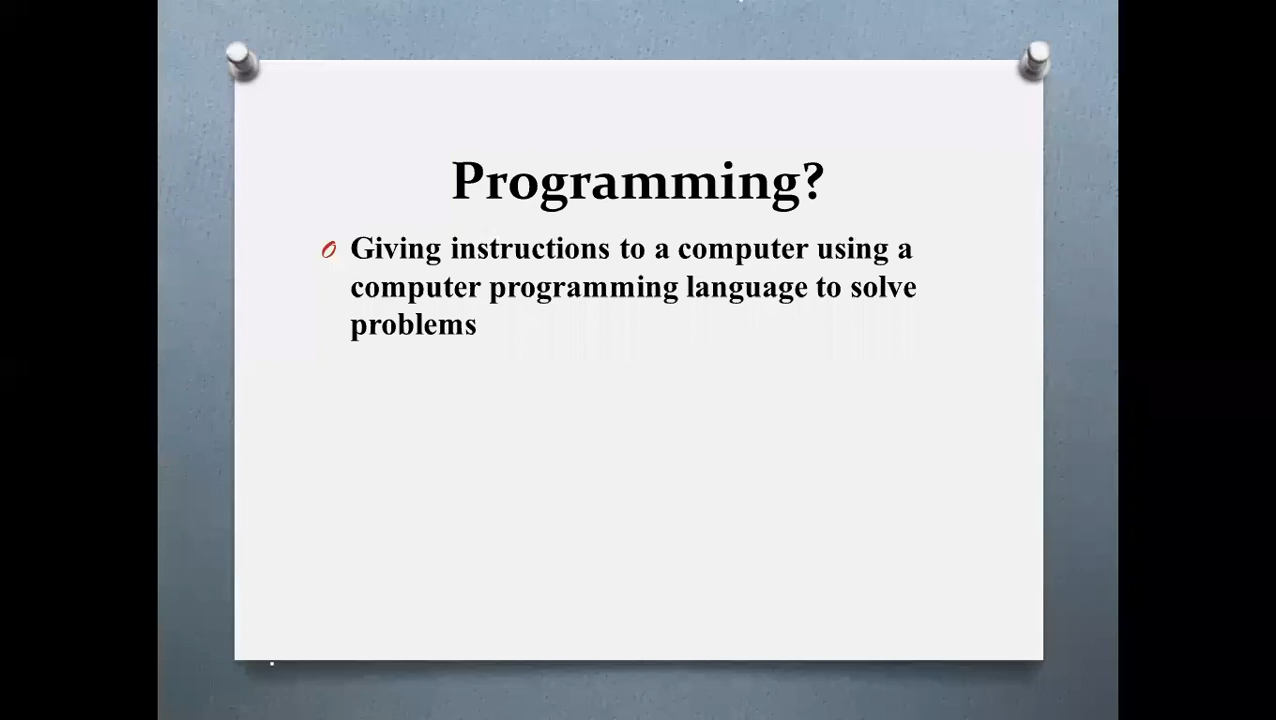 Programming?
Giving instructions to a computer using a
computer programming language to solve
problems